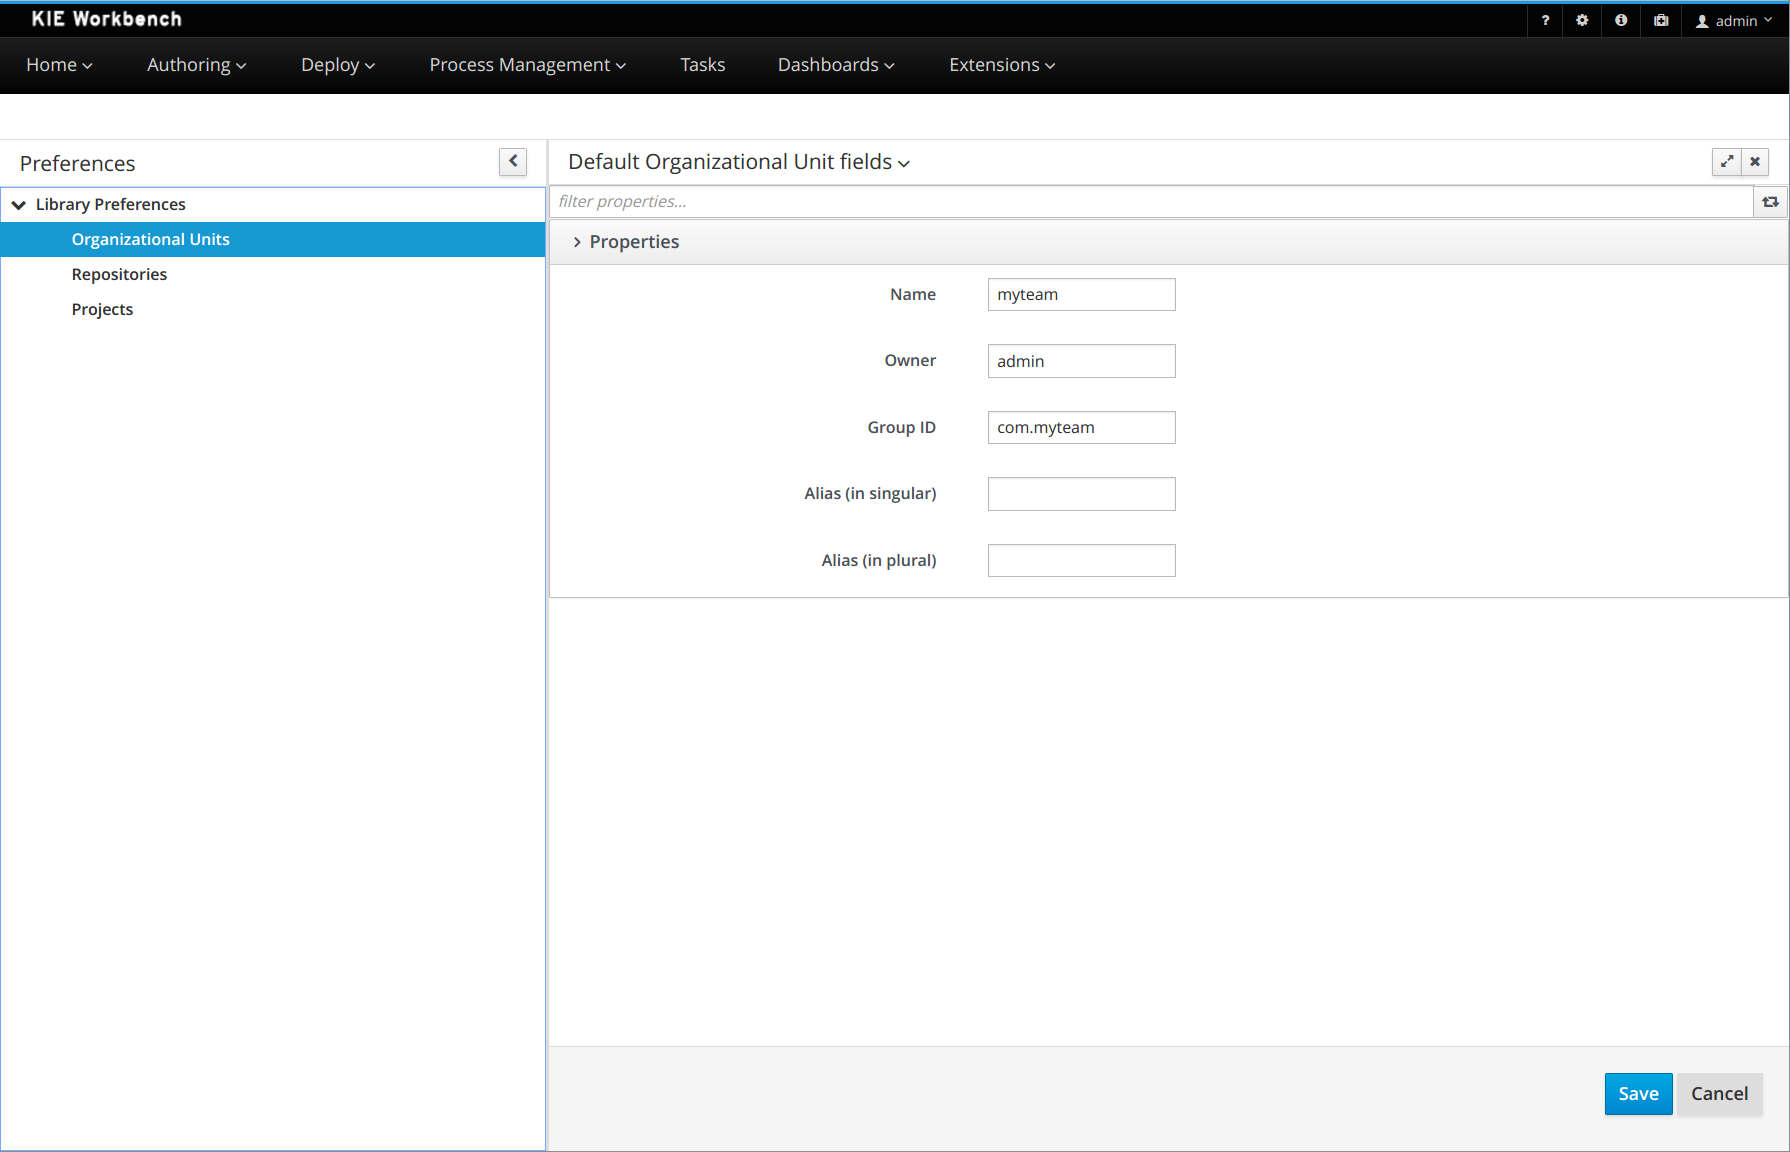 KIE Workbench
? admin
Home Authoring Deploy Process Management Tasks Dashboards Extensions
Preferences
Default Organizational Unit fields
Library Preferences
Organizational Units
Repositories
Projects
filter properties...
Properties
Name myteam
Owner admin
Group ID com.myteam
Alias (in singular)
Alias (in plural)
Save Cancel